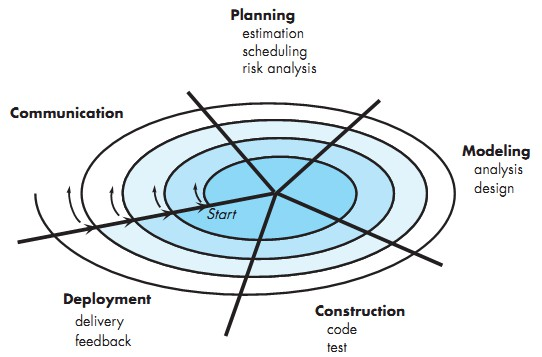 Planning
estimation
scheduling
risk analysis
Communication
Modeling
analysis
design
Start
Deployment
delivery
feedback
Construction
code
test